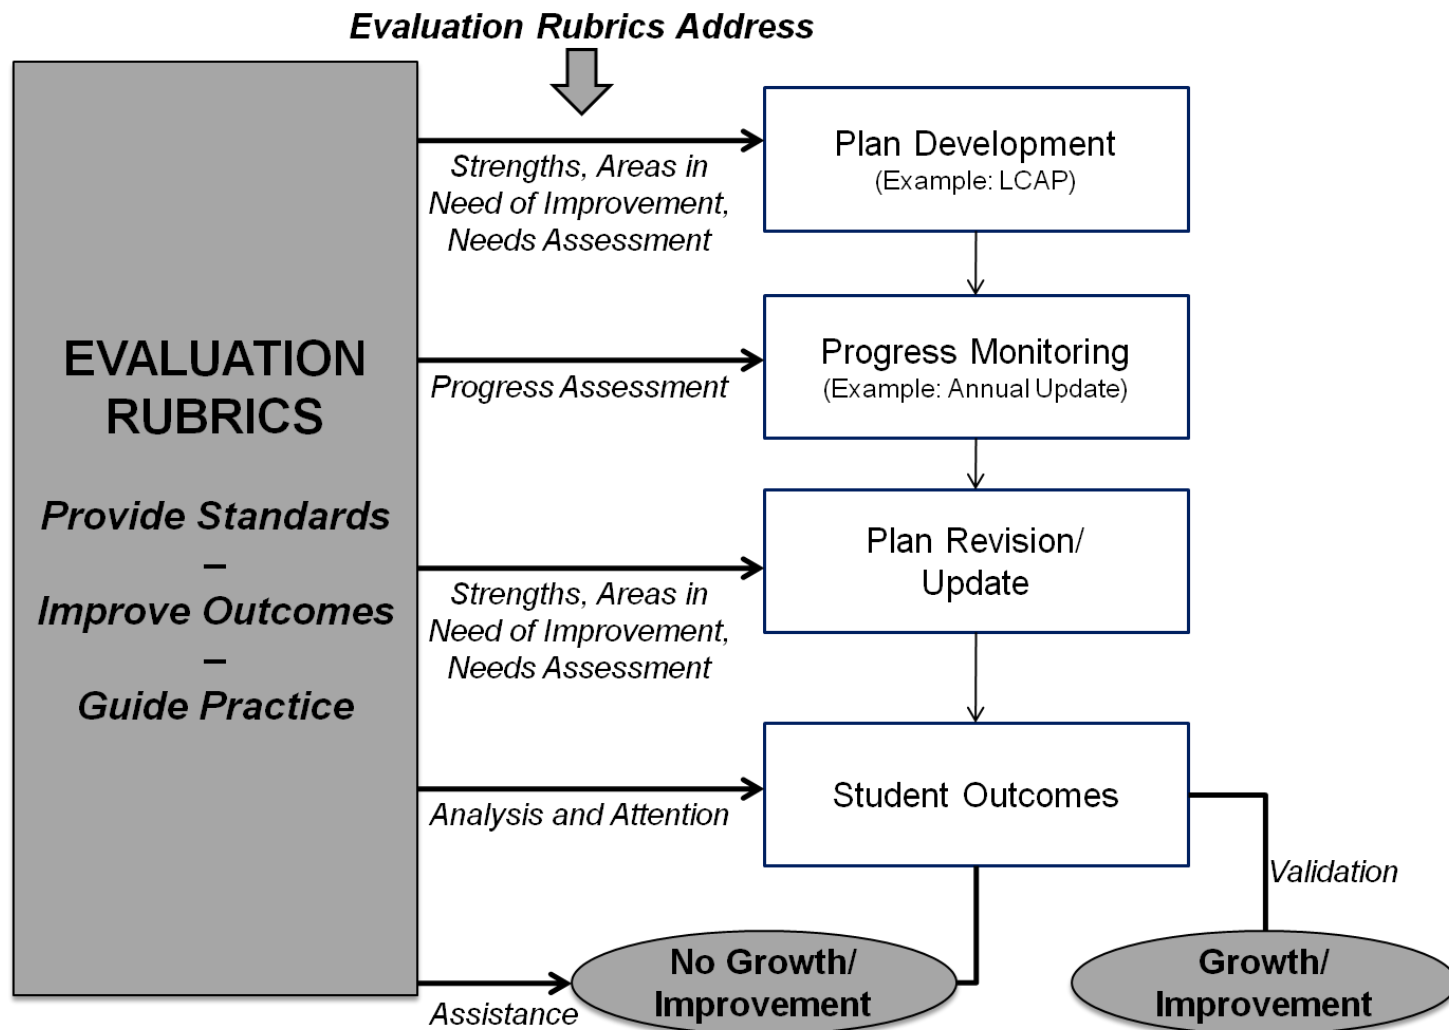 Evaluation Rubrics Address
EVALUATION
RUBRICS
Provide Standards
–
Improve Outcomes
–
Guide Practice
Strengths, Areas in
Need of Improvement,
Needs Assessment
Plan Development
(Example: LCAP)
Progress Assessment
Progress Monitoring
(Example: Annual Update)
Strengths, Areas in
Need of Improvement,
Needs Assessment
Plan Revision/
Update
Analysis and Attention
Student Outcomes
Validation
Assistance
No Growth/
Improvement
Growth/
Improvement